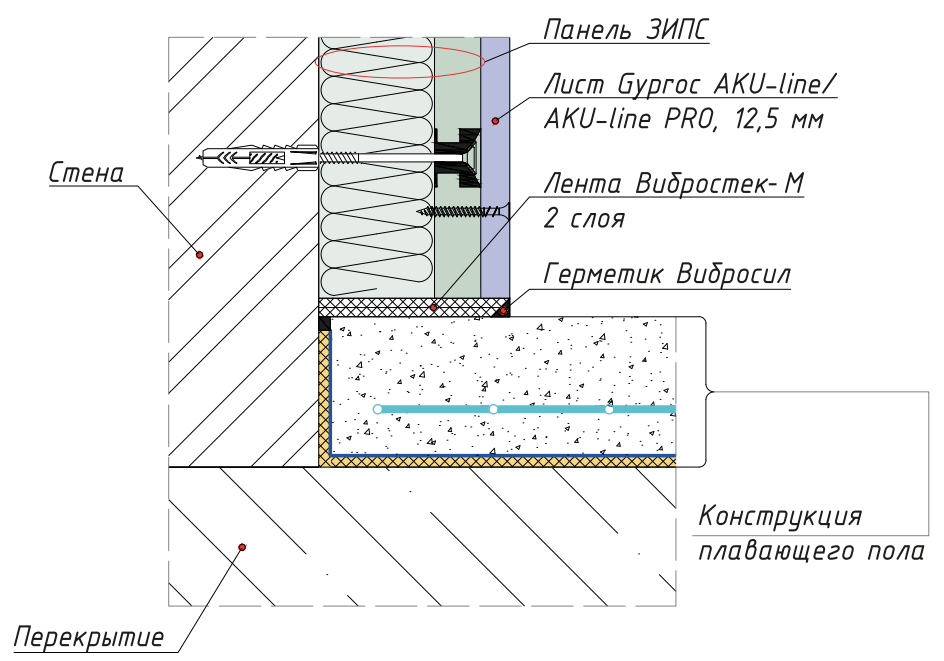 Панель ЗИПС
Лист Gyproc AKU-line/
AKU-line PRO, 12,5 мм
Стена
Лента Вибростек-М
2 слоя
Герметик Вибросил
Конструкция
плавающего пола
Перекрытие